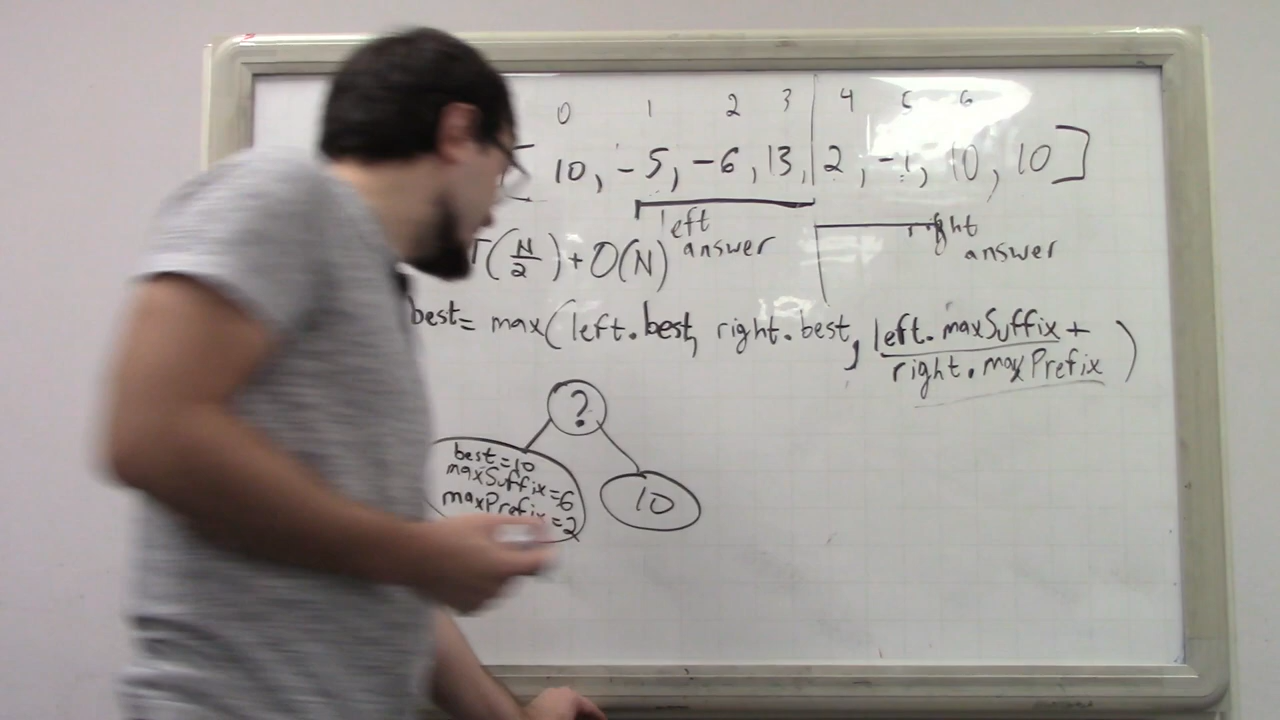 0 1 2 3 4 5 6
[10, -5, -6, 13, 2, -1, 10, 10]
left answer
right answer
T(N/2) + O(N)
best= max(left.best, right.best, left.maxSuffix + right.maxPrefix)
?
best=10
maxSuffix=6
maxPrefix=2
10